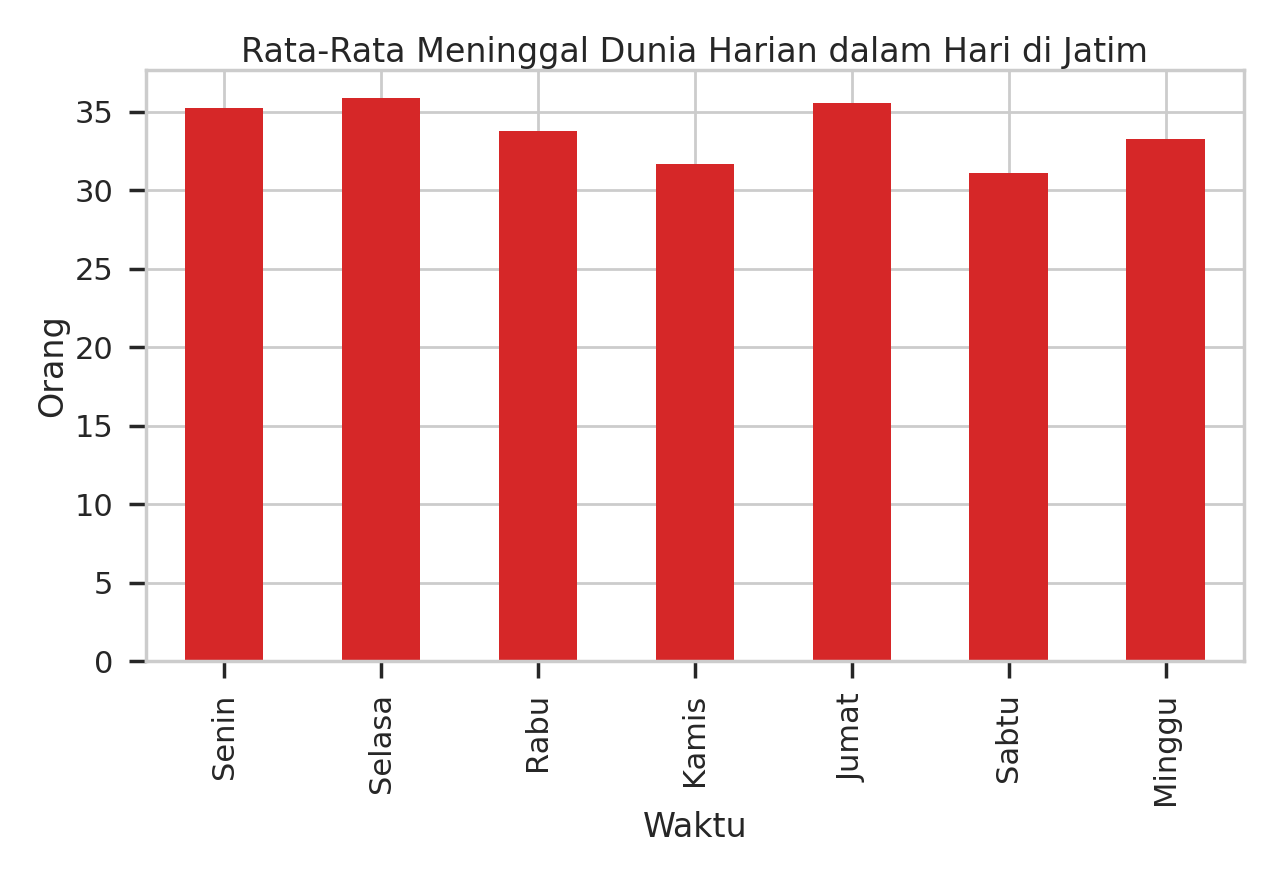 Rata-Rata Meninggal Dunia Harian dalam Hari di Jatim
Orang
35
30
25
20
15
10
5
0
Senin
Selasa
Rabu
Kamis
Jumat
Sabtu
Minggu
Waktu